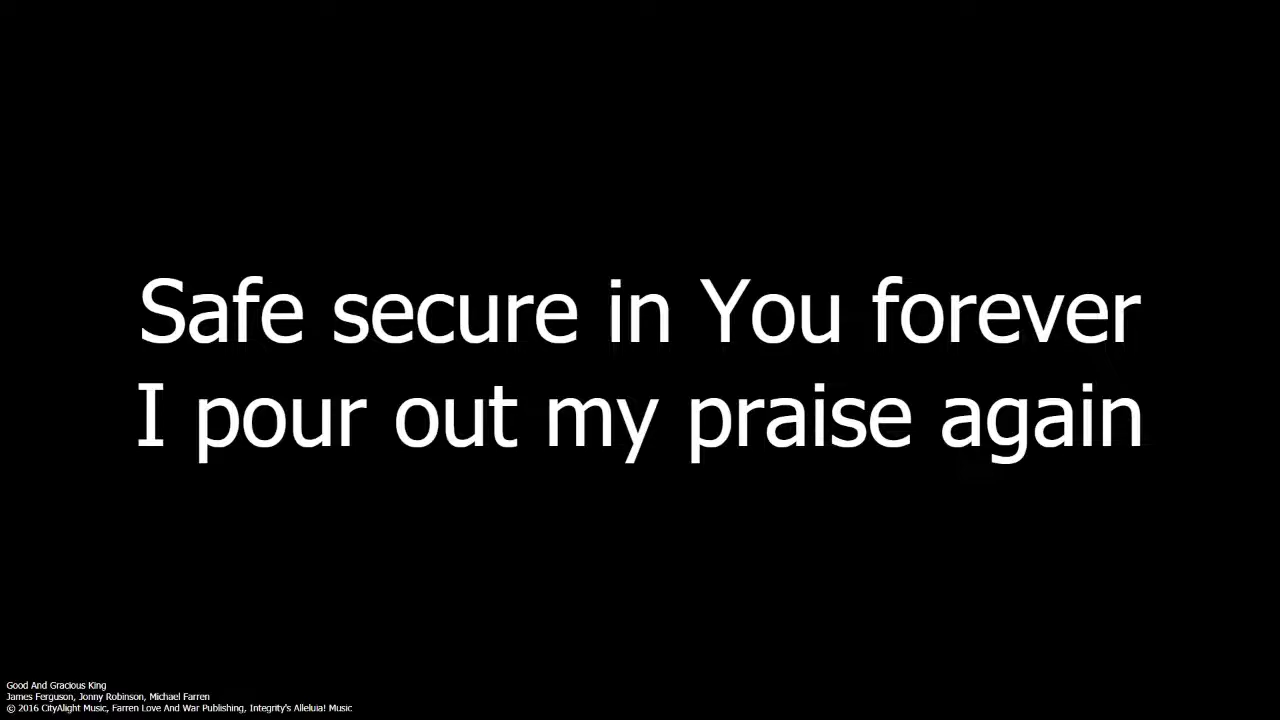 Safe secure in You forever
I pour out my praise again
Good And Gracious King
James Ferguson, Jonny Robinson, Michael Farren
© 2016 CityAlight Music, Farren Love And War Publishing, Integrity's Alleluia! Music